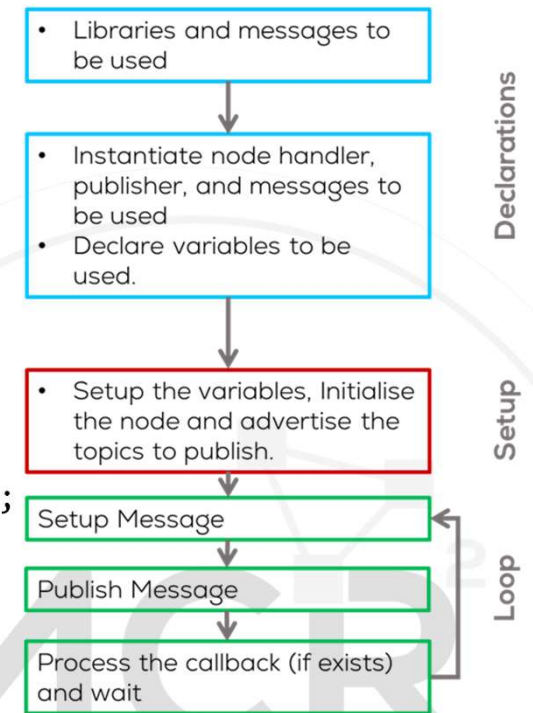 • Libraries and messages to
be used
Declarations
• Instantiate node handler,
publisher, and messages to
be used
• Declare variables to be
used.
• Setup the variables, Initialise
the node and advertise the
topics to publish.
Setup
;
Setup Message
Publish Message
Loop
Process the callback (if exists)
and wait
MCR
2